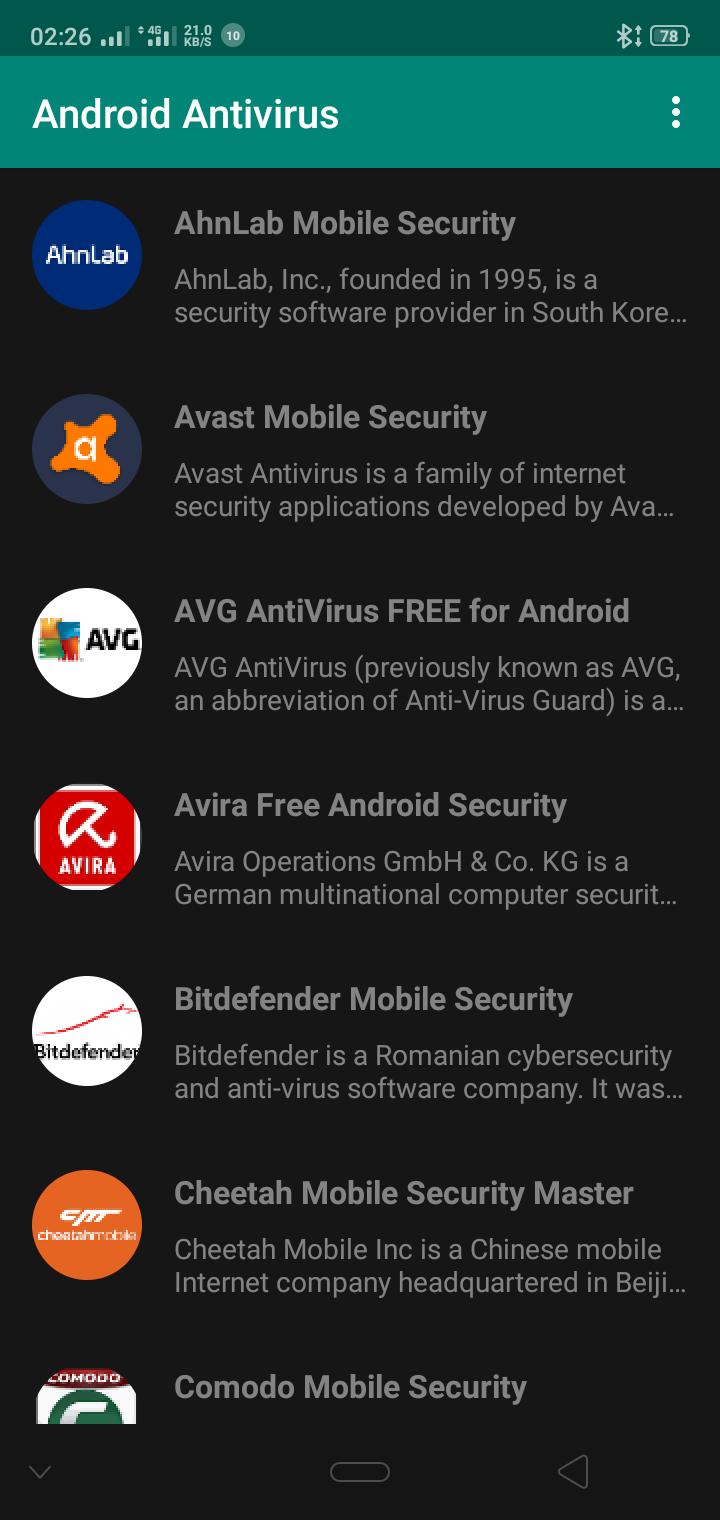 02:26 4G 21.0 KB/S 10 78
Android Antivirus
AhnLab
AhnLab Mobile Security
AhnLab, Inc., founded in 1995, is a
security software provider in South Kore…
a
Avast Mobile Security
Avast Antivirus is a family of internet
security applications developed by Ava…
AVG
AVG AntiVirus FREE for Android
AVG AntiVirus (previously known as AVG,
an abbreviation of Anti-Virus Guard) is a…
AVIRA
Avira Free Android Security
Avira Operations GmbH & Co. KG is a
German multinational computer securit…
Bitdefender
Bitdefender Mobile Security
Bitdefender is a Romanian cybersecurity
and anti-virus software company. It was…
cm
cheetahmobile
Cheetah Mobile Security Master
Cheetah Mobile Inc is a Chinese mobile
Internet company headquartered in Beiji…
COMODO
Comodo Mobile Security